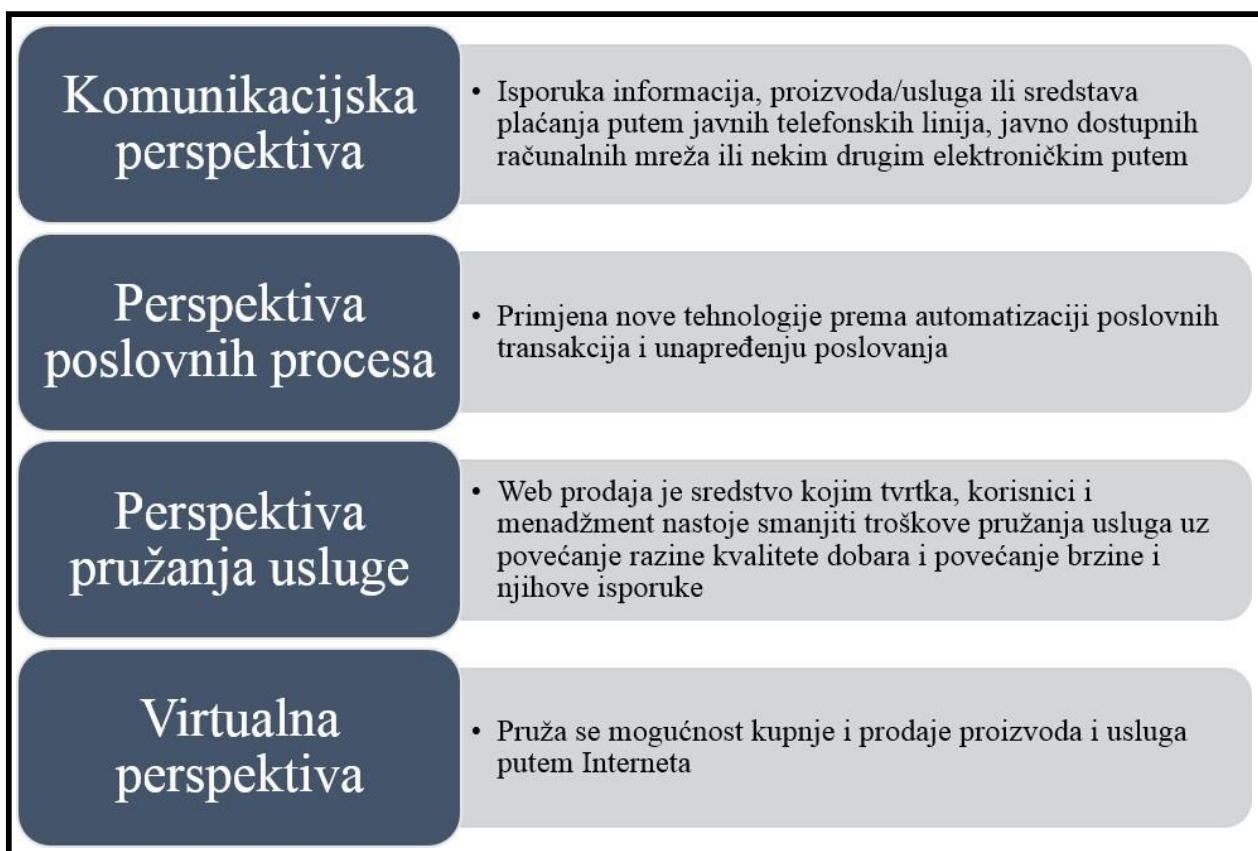 Komunikacijska
perspektiva
• Isporuka informacija, proizvoda/usluga ili sredstava
plaćanja putem javnih telefonskih linija, javno dostupnih
računalnih mreža ili nekim drugim elektroničkim putem
Perspektiva
poslovnih procesa
• Primjena nove tehnologije prema automatizaciji poslovnih
transakcija i unapređenju poslovanja
Perspektiva
pružanja usluge
• Web prodaja je sredstvo kojim tvrtka, korisnici i
menadžment nastoje smanjiti troškove pružanja usluga uz
povećanje razine kvalitete dobara i povećanje brzine i
njihove isporuke
Virtualna
perspektiva
• Pruža se mogućnost kupnje i prodaje proizvoda i usluga
putem Interneta